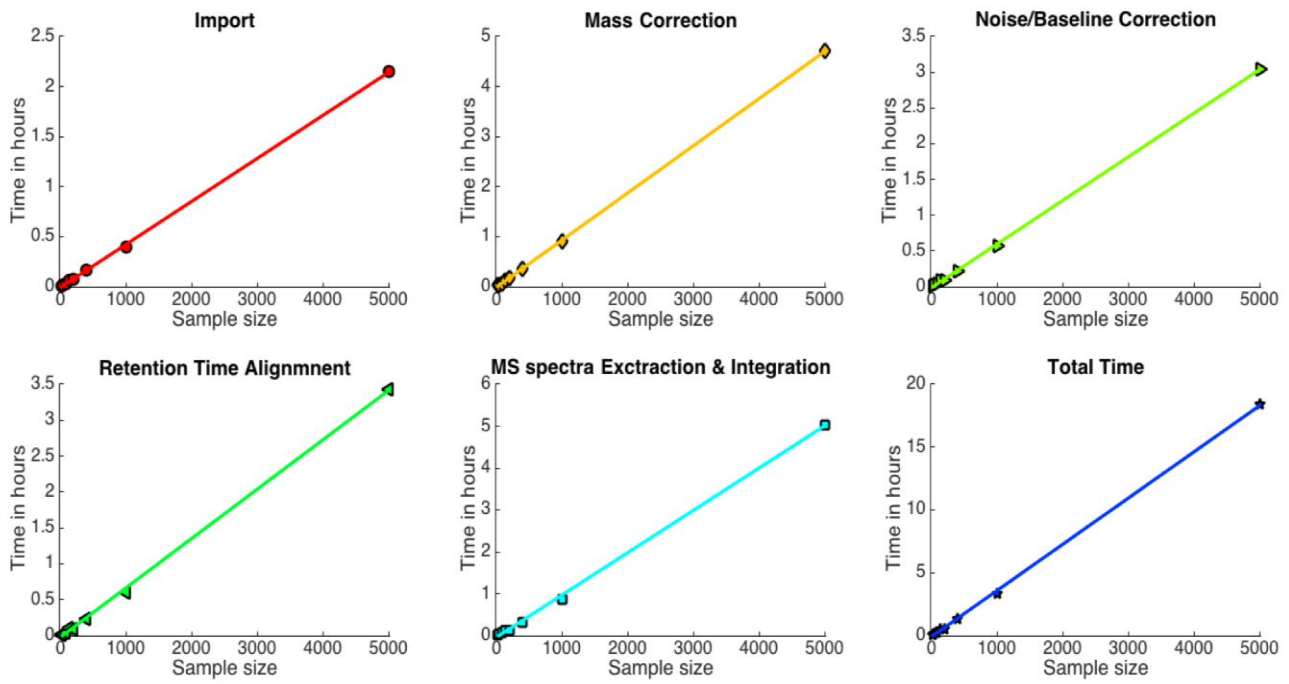 Import
2.5
2
1.5
1
0.5
0
Time in hours
0 1000 2000 3000 4000 5000
Sample size
Mass Correction
5
4
3
2
1
0
Time in hours
0 1000 2000 3000 4000 5000
Sample size
Noise/Baseline Correction
3.5
3
2.5
2
1.5
1
0.5
0
Time in hours
0 1000 2000 3000 4000 5000
Sample size
Retention Time Alignmnent
3.5
3
2.5
2
1.5
1
0.5
0
Time in hours
0 1000 2000 3000 4000 5000
Sample size
MS spectra Exctraction & Integration
6
5
4
3
2
1
0
Time in hours
0 1000 2000 3000 4000 5000
Sample size
Total Time
20
15
10
5
0
Time in hours
0 1000 2000 3000 4000 5000
Sample size